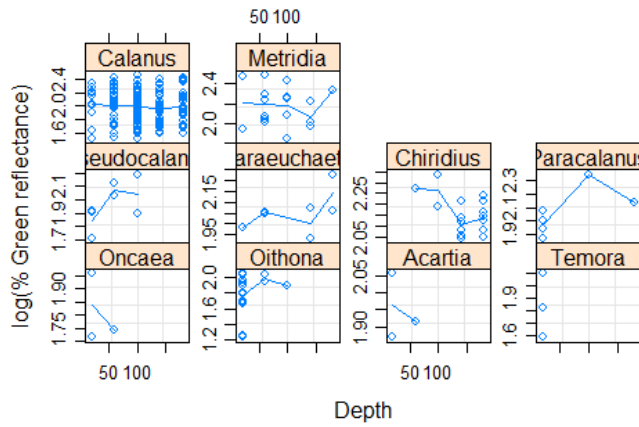 50 100
Calanus Metridia
1.6 2.0 2.4 2.0 2.4
seudocalan araeuchaet Chiridius Paracalanus
1.7 1.9 2.1 1.95 2.15 2.05 2.25 1.9 2.1 2.3
Oncaea Oithona Acartia Temora
1.75 1.90 1.2 1.6 2.0 1.90 2.05 1.6 1.9
50 100 50 100
Depth
log(% Green reflectance)